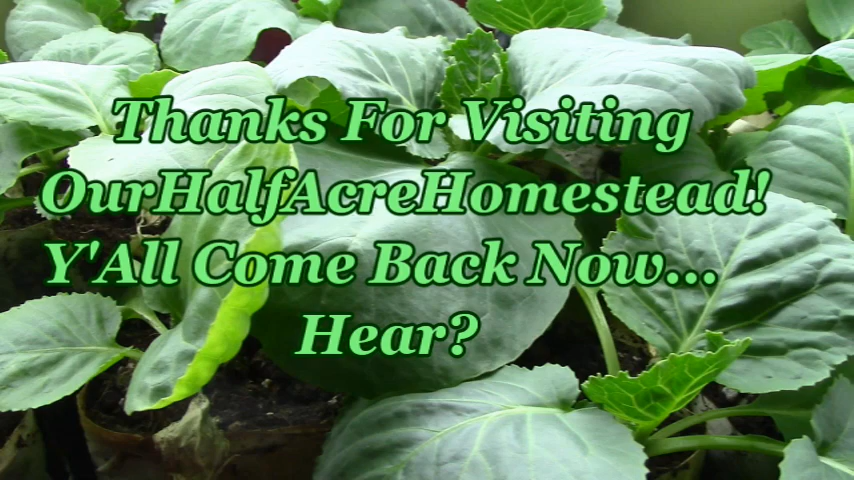 Thanks For Visiting
OurHalfAcreHomestead!
Y'All Come Back Now...
Hear?